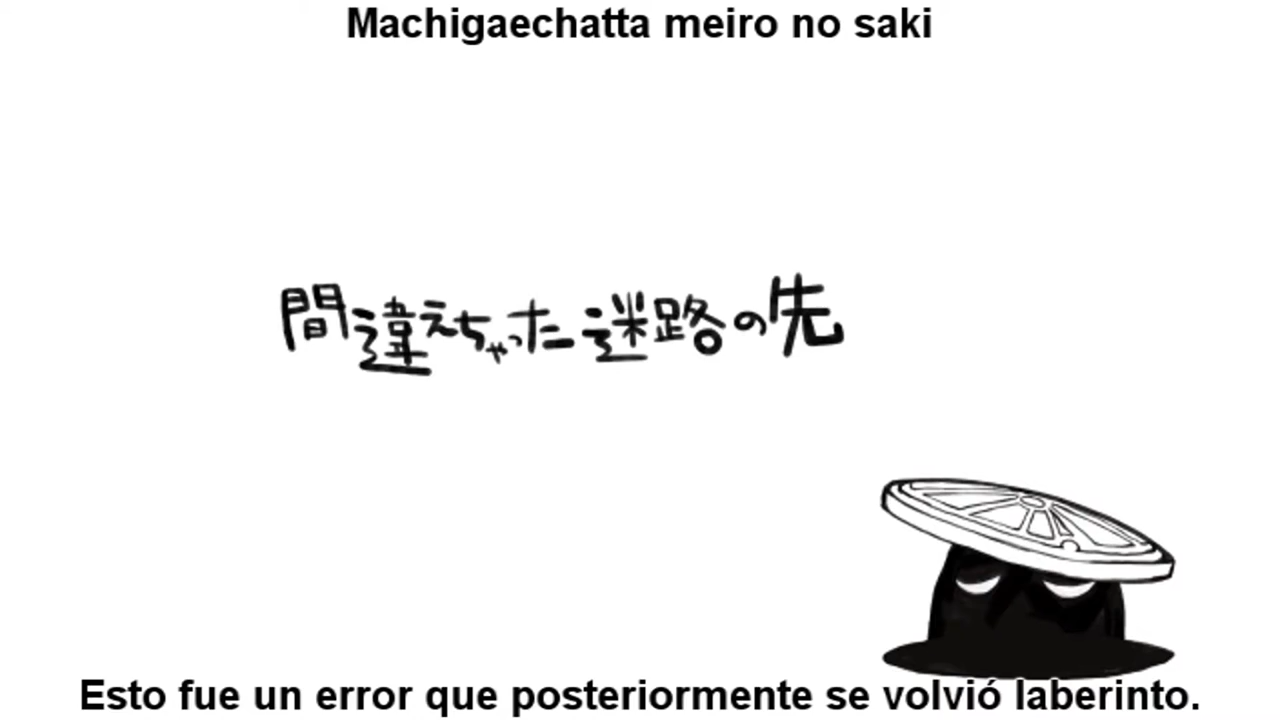 Machigaechatta meiro no saki
間違えちゃった迷路の先
Esto fue un error que posteriormente se volvió laberinto.